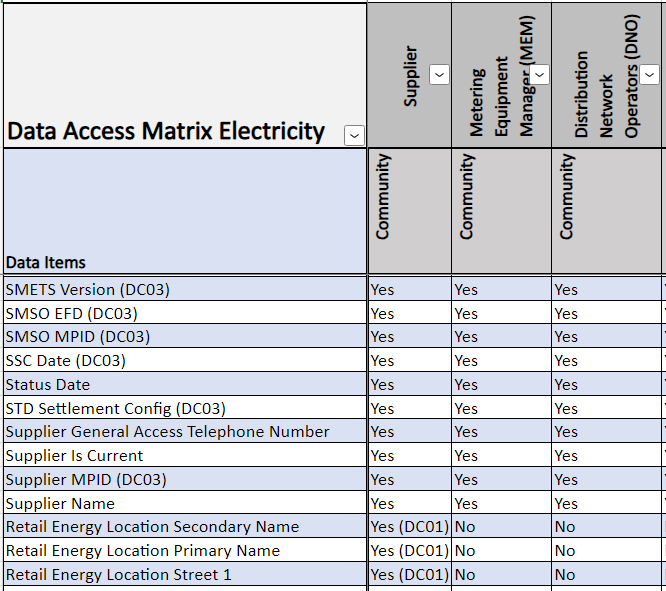 Data Access Matrix Electricity
Supplier
Metering
Equipment
Manager (MEM)
Distribution
Network
Operators (DNO)
Data Items
Community
Community
Community
SMETS Version (DC03) Yes Yes Yes
SMSO EFD (DC03) Yes Yes Yes
SMSO MPID (DC03) Yes Yes Yes
SSC Date (DC03) Yes Yes Yes
Status Date Yes Yes Yes
STD Settlement Config (DC03) Yes Yes Yes
Supplier General Access Telephone Number Yes Yes Yes
Supplier Is Current Yes Yes Yes
Supplier MPID (DC03) Yes Yes Yes
Supplier Name Yes Yes Yes
Retail Energy Location Secondary Name Yes (DC01) No No
Retail Energy Location Primary Name Yes (DC01) No No
Retail Energy Location Street 1 Yes (DC01) No No